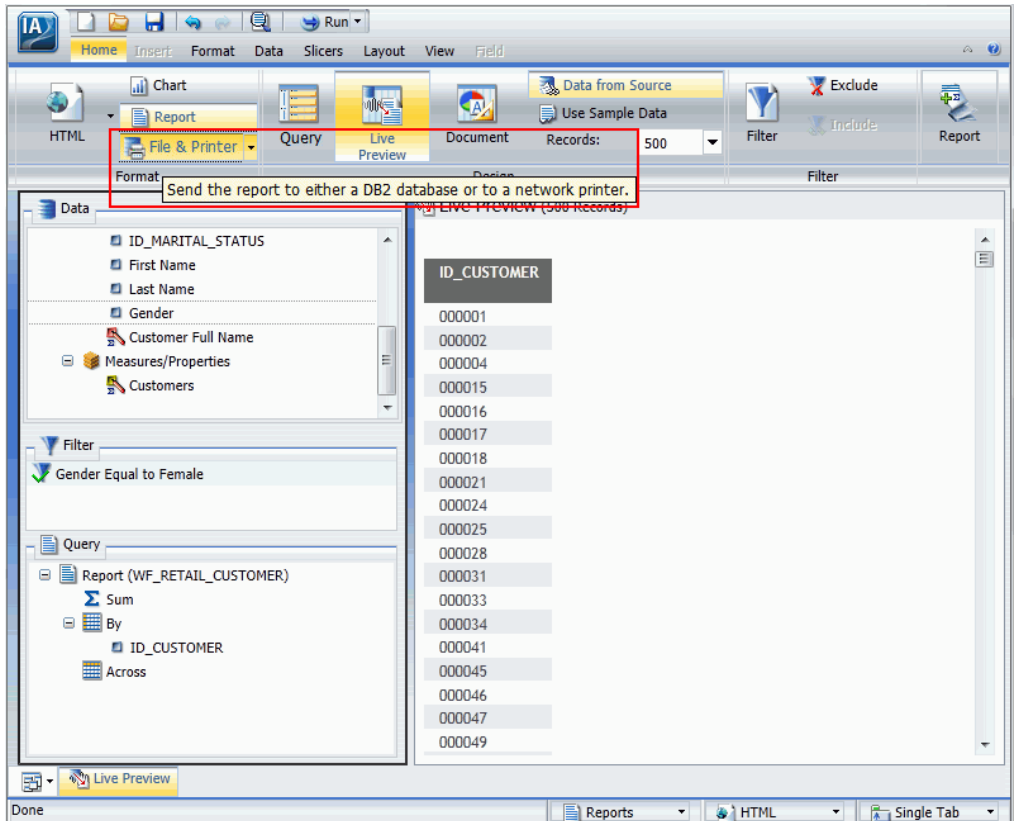 IA
Run
Home Insert Format Data Slicers Layout View Field
HTML
Chart
Report
File & Printer
Format
Query
Live
Preview
Document
Data from Source
Use Sample Data
Records: 500
Design
Filter
Exclude
Include
Filter
Report
Send the report to either a DB2 database or to a network printer.
Data
ID_MARITAL_STATUS
First Name
Last Name
Gender
Customer Full Name
Measures/Properties
Customers
Filter
Gender Equal to Female
Query
Report (WF_RETAIL_CUSTOMER)
Sum
By
ID_CUSTOMER
Across
Live Preview (500 Records)
ID_CUSTOMER
000001
000002
000004
000015
000016
000017
000018
000021
000024
000025
000028
000031
000033
000034
000041
000045
000046
000047
000049
Live Preview
Done
Reports
HTML
Single Tab